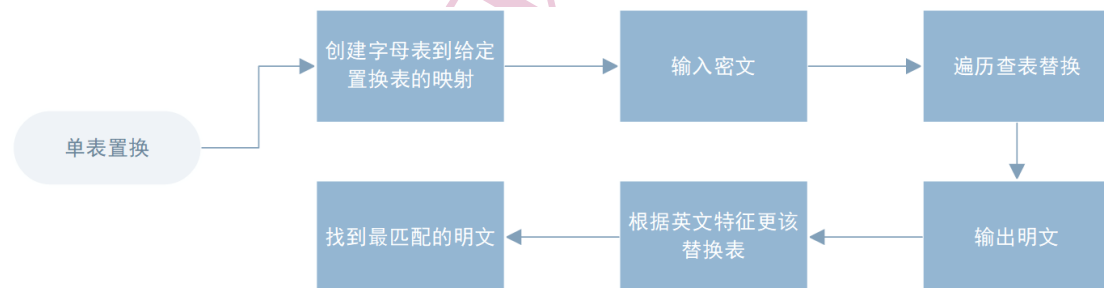 单表置换
创建字母表到给定
置换表的映射
输入密文
遍历查表替换
输出明文
根据英文特征更该
替换表
找到最匹配的明文